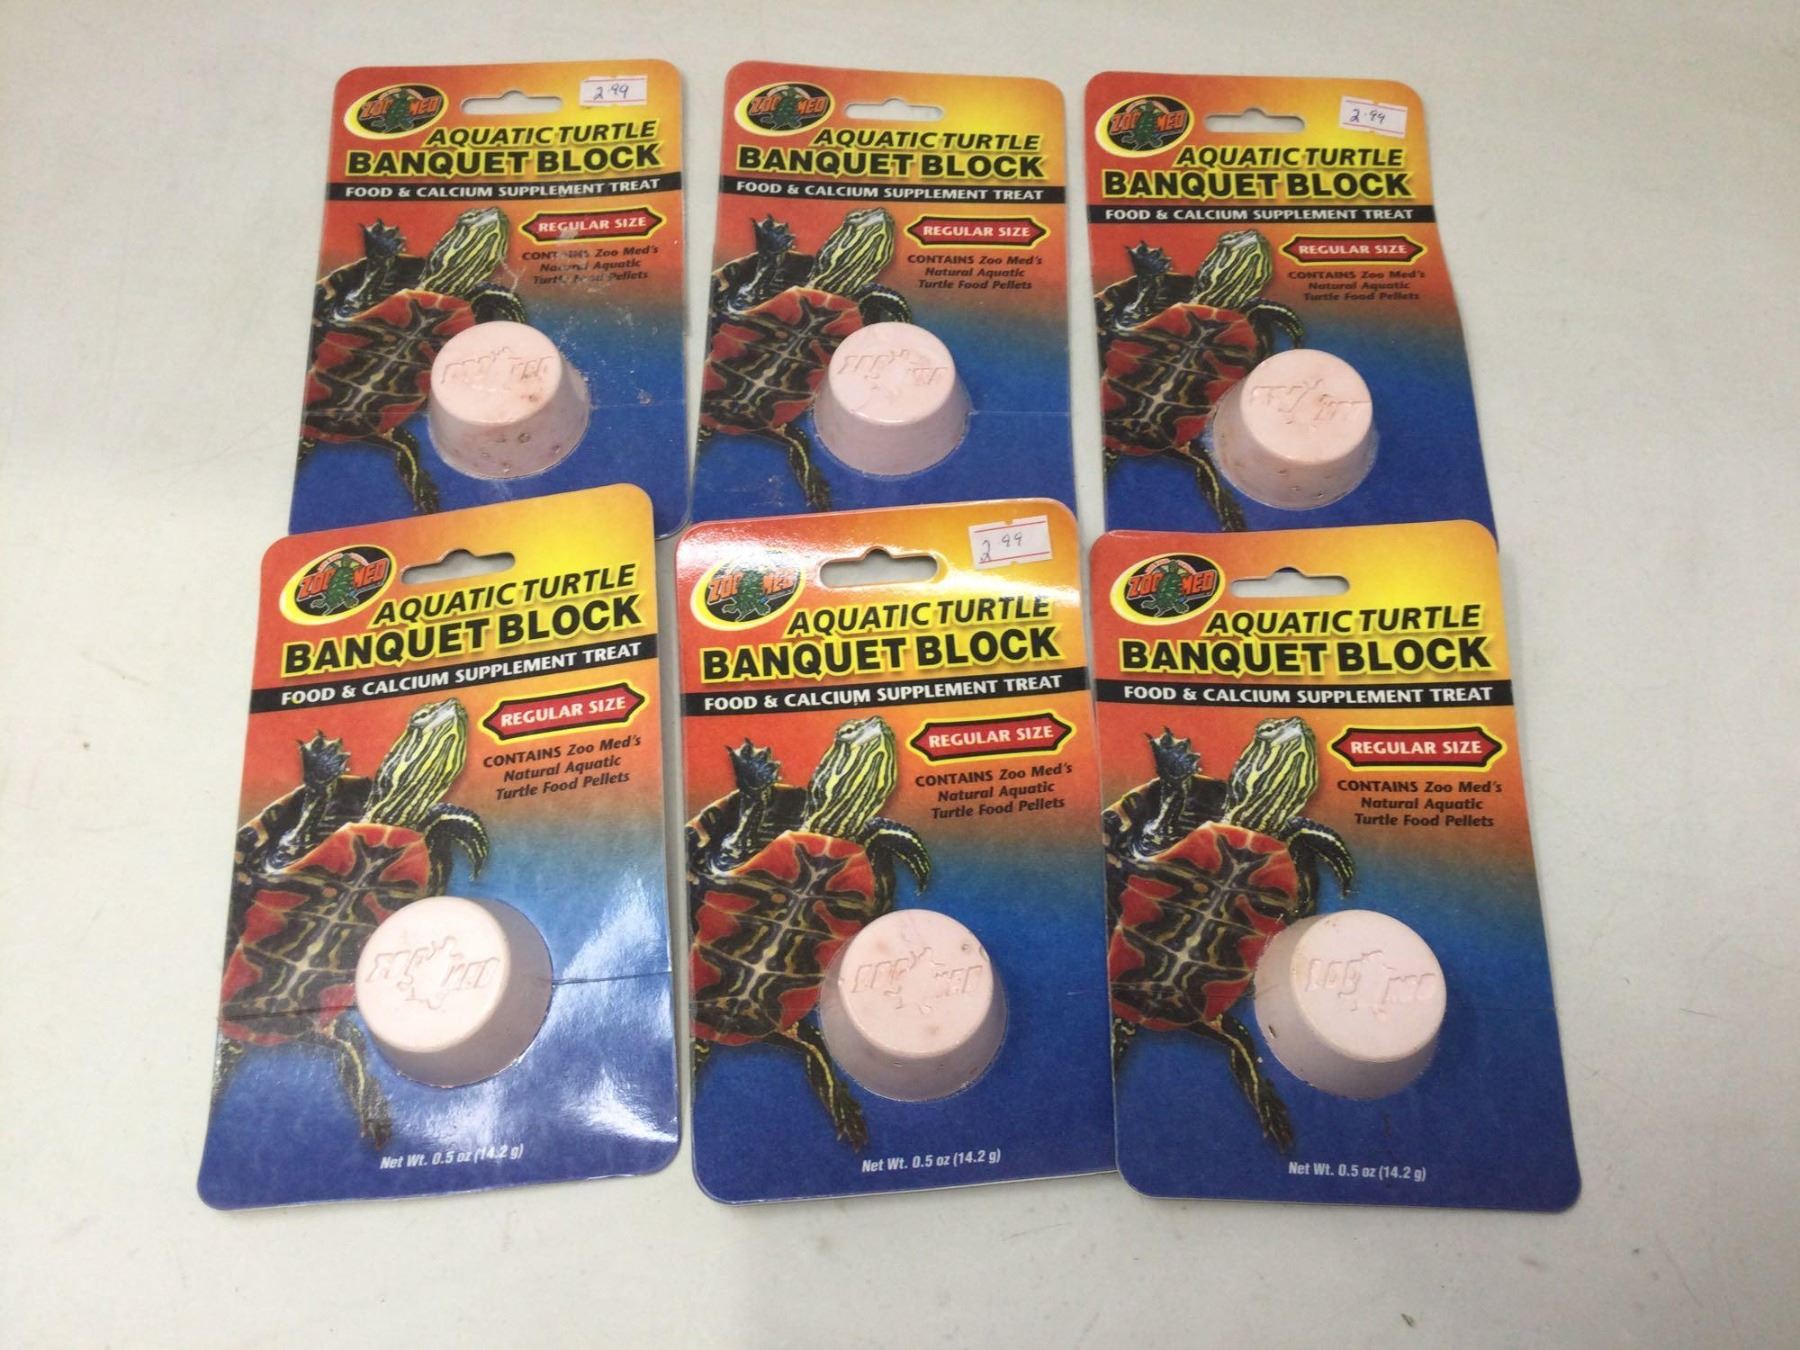 ZOO MED
2.99
AQUATIC TURTLE
BANQUET BLOCK
FOOD & CALCIUM SUPPLEMENT TREAT
REGULAR SIZE
CONTAINS Zoo Med's
Natural Aquatic
Turtle Food Pellets
ZOO MED
AQUATIC TURTLE
BANQUET BLOCK
FOOD & CALCIUM SUPPLEMENT TREAT
REGULAR SIZE
CONTAINS Zoo Med's
Natural Aquatic
Turtle Food Pellets
ZOO MED
2.99
AQUATIC TURTLE
BANQUET BLOCK
FOOD & CALCIUM SUPPLEMENT TREAT
REGULAR SIZE
CONTAINS Zoo Med's
Natural Aquatic
Turtle Food Pellets
ZOO MED
AQUATIC TURTLE
BANQUET BLOCK
FOOD & CALCIUM SUPPLEMENT TREAT
REGULAR SIZE
CONTAINS Zoo Med's
Natural Aquatic
Turtle Food Pellets
Net Wt. 0.5 oz (14.2 g)
ZOO MED
2.99
AQUATIC TURTLE
BANQUET BLOCK
FOOD & CALCIUM SUPPLEMENT TREAT
REGULAR SIZE
CONTAINS Zoo Med's
Natural Aquatic
Turtle Food Pellets
ZOO MED
Net Wt. 0.5 oz (14.2 g)
ZOO MED
AQUATIC TURTLE
BANQUET BLOCK
FOOD & CALCIUM SUPPLEMENT TREAT
REGULAR SIZE
CONTAINS Zoo Med's
Natural Aquatic
Turtle Food Pellets
ZOO MED
Net Wt. 0.5 oz (14.2 g)